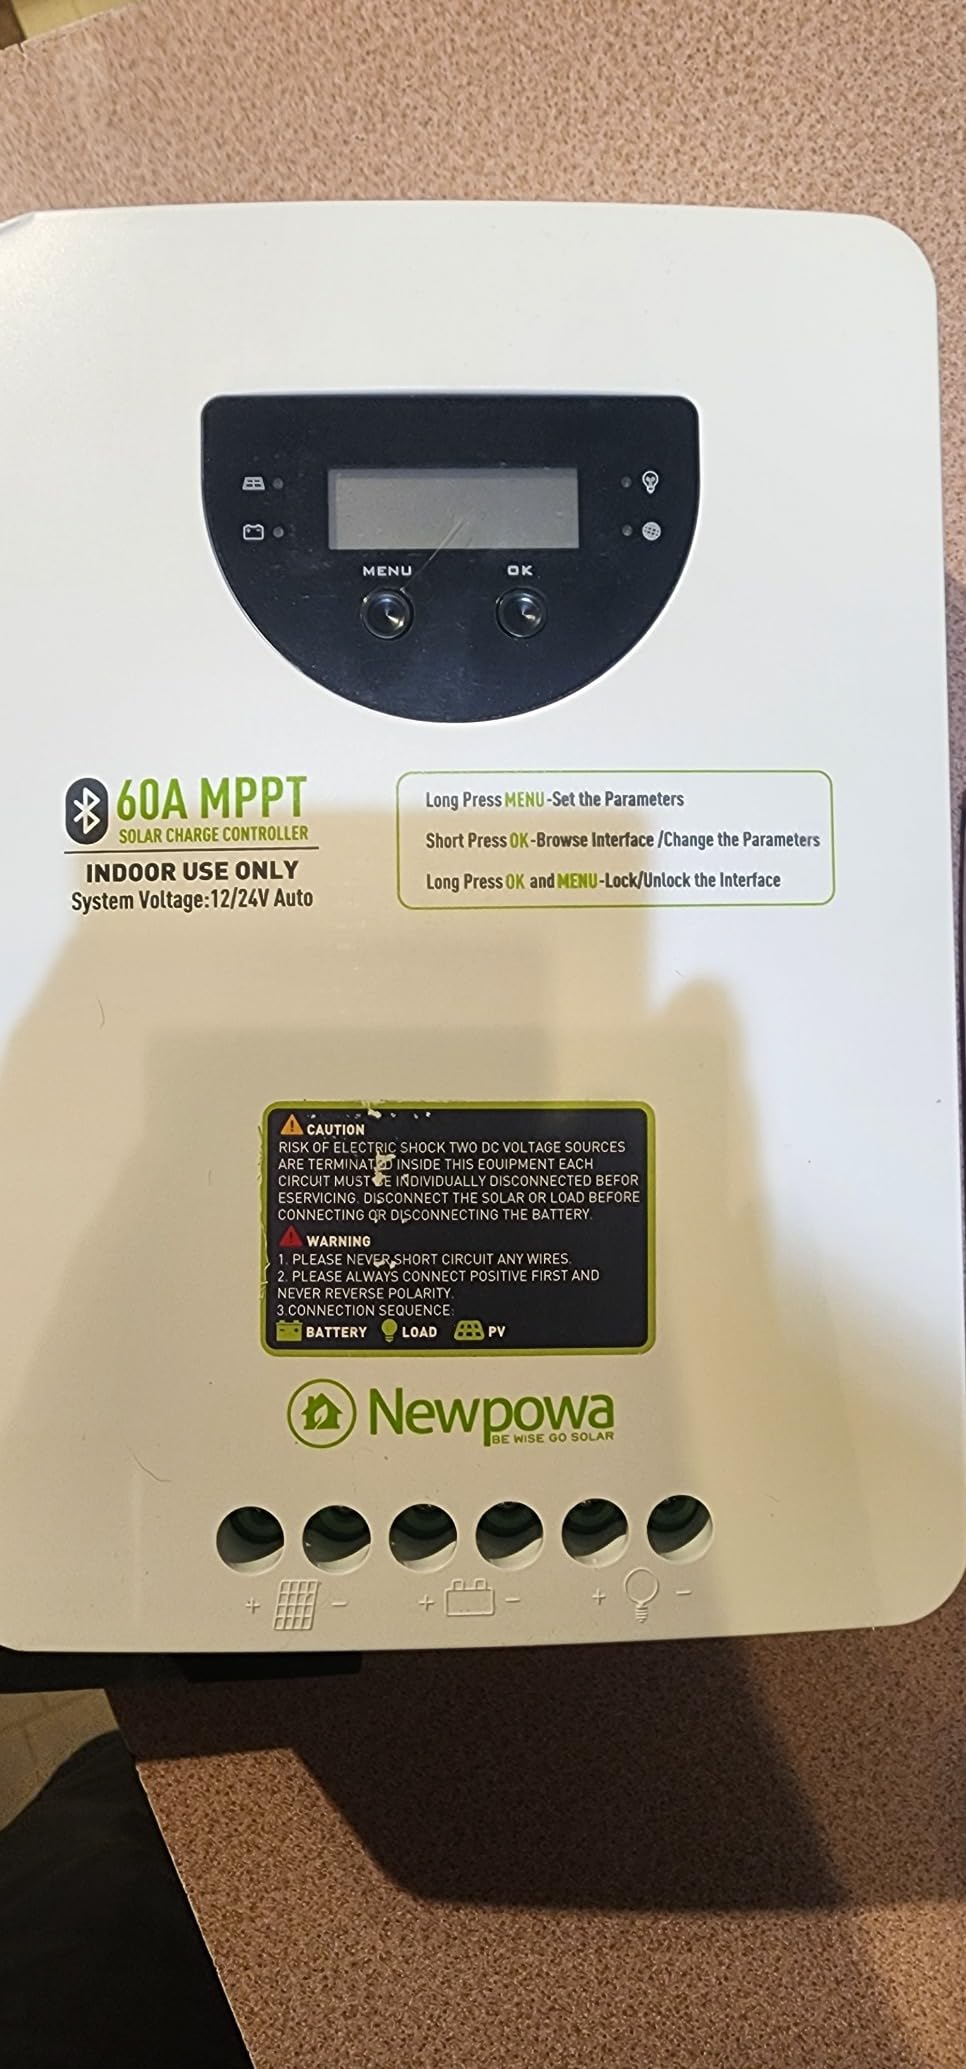 MENU OK
60A MPPT
SOLAR CHARGE CONTROLLER
INDOOR USE ONLY
System Voltage:12/24V Auto
Long Press MENU-Set the Parameters
Short Press OK-Browse Interface /Change the Parameters
Long Press OK and MENU-Lock/Unlock the Interface
CAUTION
RISK OF ELECTRIC SHOCK TWO DC VOLTAGE SOURCES
ARE TERMINATED INSIDE THIS EQUIPMENT EACH
CIRCUIT MUST BE INDIVIDUALLY DISCONNECTED BEFOR
ESERVICING. DISCONNECT THE SOLAR OR LOAD BEFORE
CONNECTING OR DISCONNECTING THE BATTERY.
WARNING
1. PLEASE NEVER SHORT CIRCUIT ANY WIRES.
2. PLEASE ALWAYS CONNECT POSITIVE FIRST AND
NEVER REVERSE POLARITY.
3.CONNECTION SEQUENCE:
BATTERY LOAD PV
Newpowa
BE WISE GO SOLAR
+ - + - + -